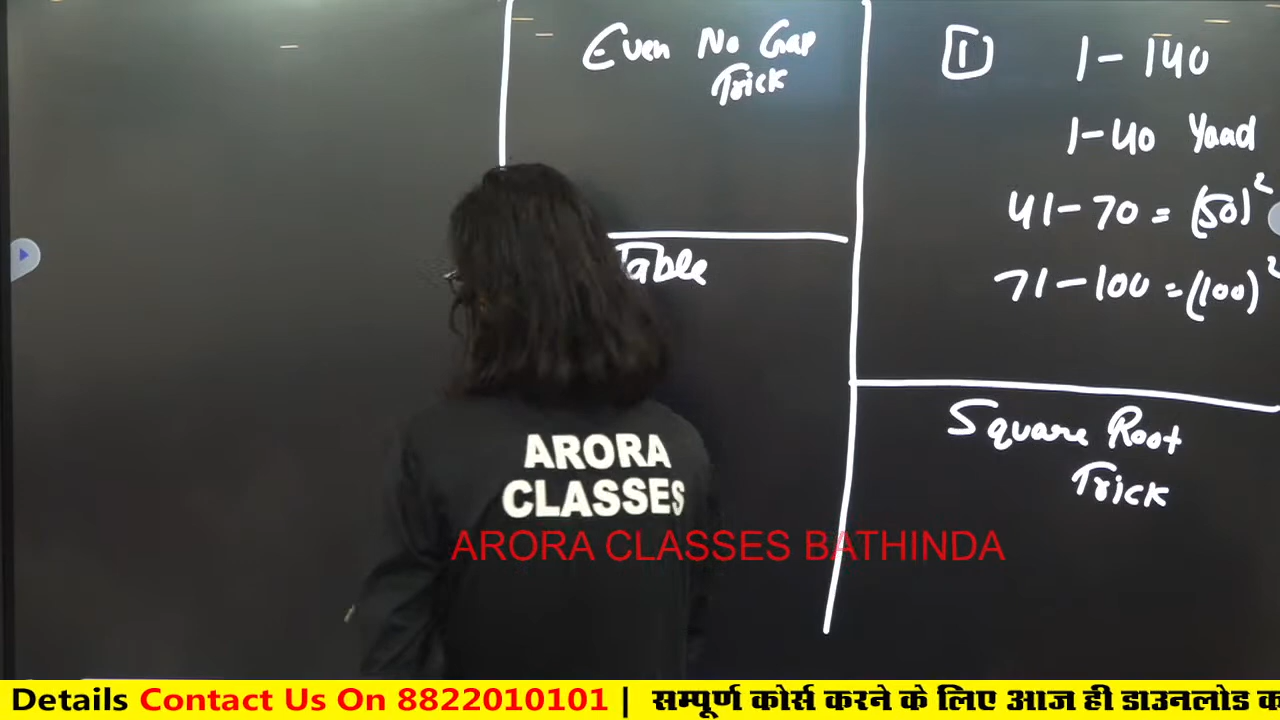 Even No Gap
Trick
Table
1
1-140
1-40 Yaad
41-70 = (50)²
71-100 = (100)²
Square Root
Trick
ARORA
CLASSES
ARORA CLASSES BATHINDA
Details Contact Us On 8822010101 | सम्पूर्ण कोर्स करने के लिए आज ही डाउनलोड क